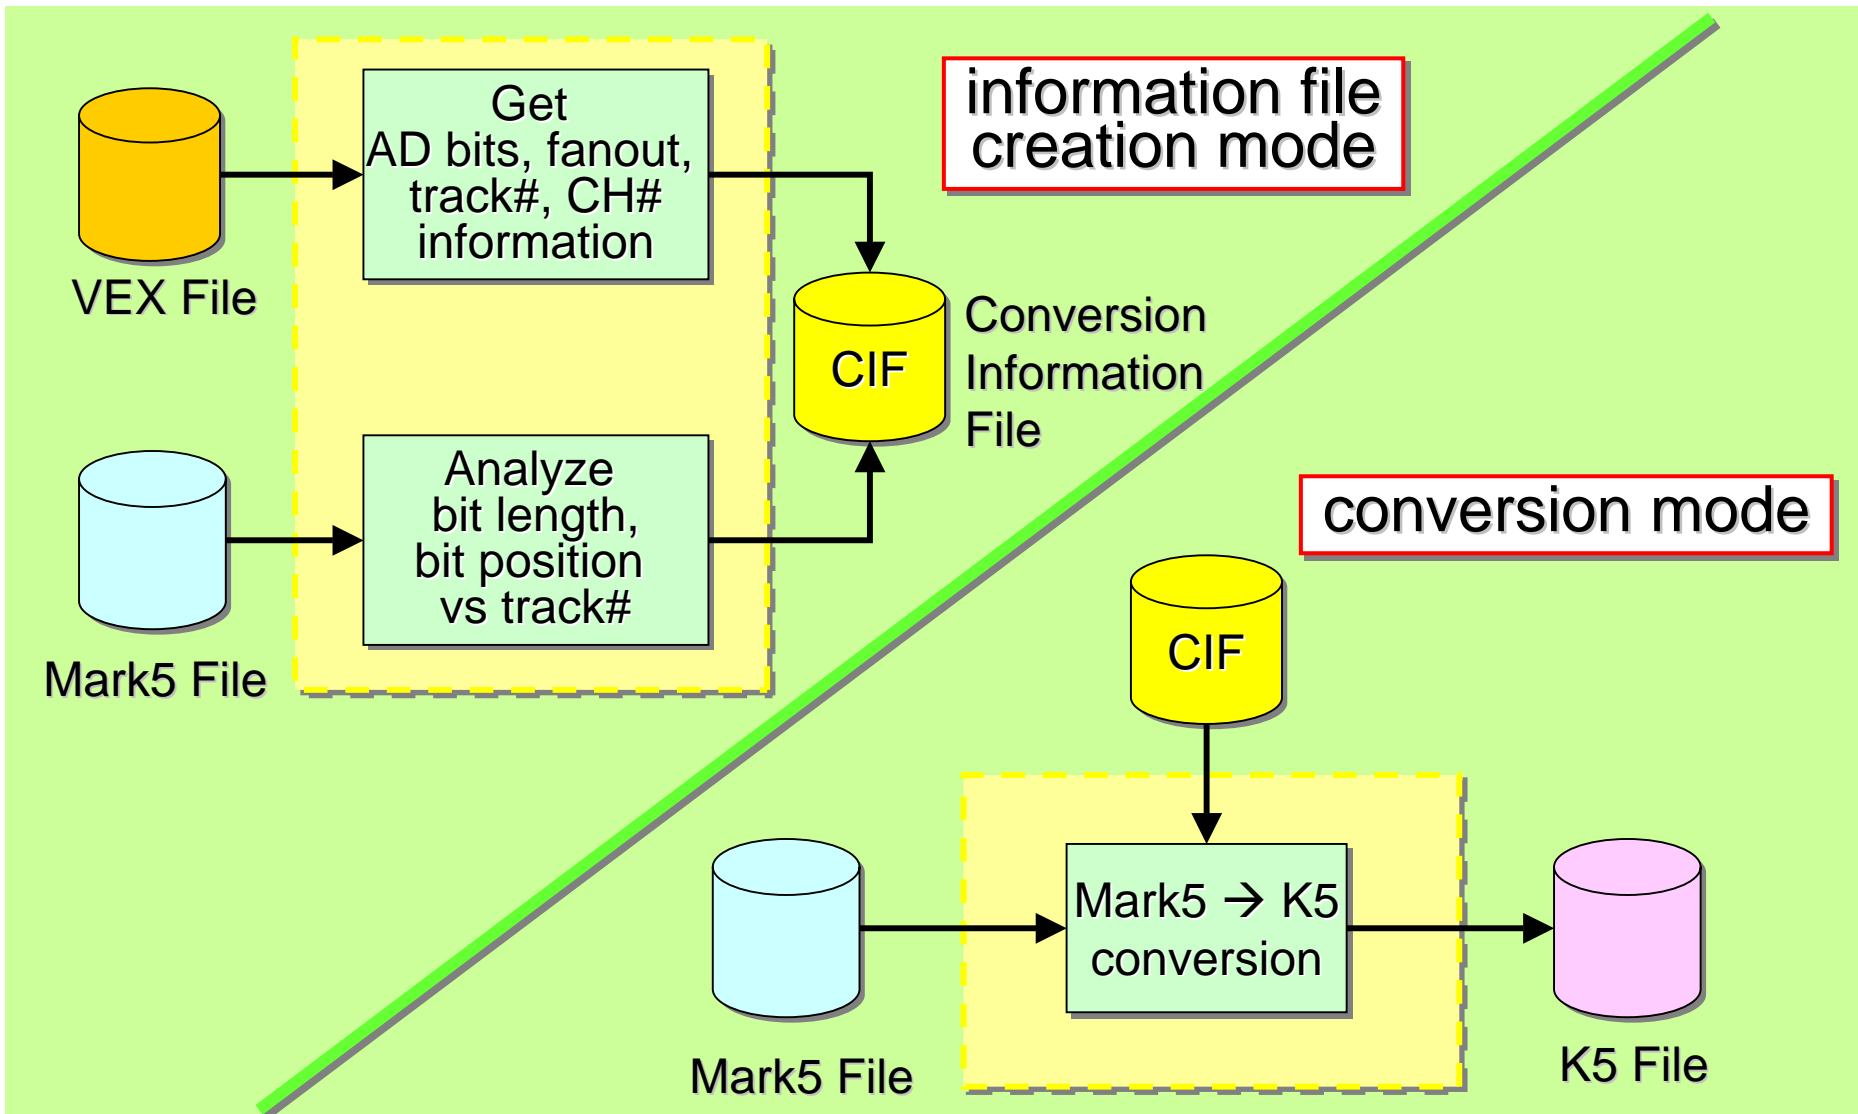 information file
creation mode
Get
AD bits, fanout,
track#, CH#
information
VEX File
CIF
Conversion
Information
File
Analyze
bit length,
bit position
vs track#
Mark5 File
conversion mode
CIF
Mark5 → K5
conversion
Mark5 File
K5 File